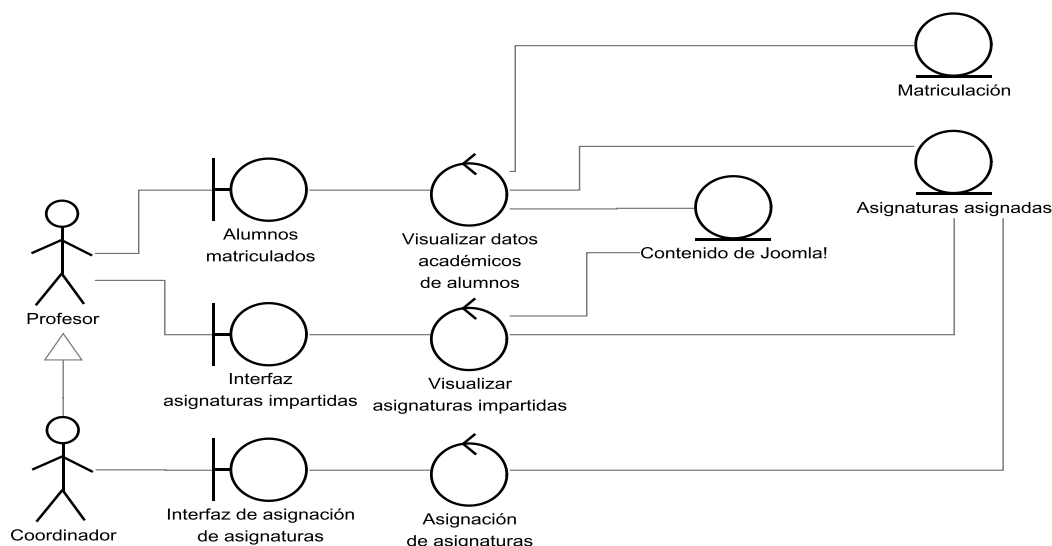 Matriculación
Asignaturas asignadas
Alumnos
matriculados
Visualizar datos
académicos
de alumnos
Contenido de Joomla!
Profesor
Interfaz
asignaturas impartidas
Visualizar
asignaturas impartidas
Coordinador
Interfaz de asignación
de asignaturas
Asignación
de asignaturas